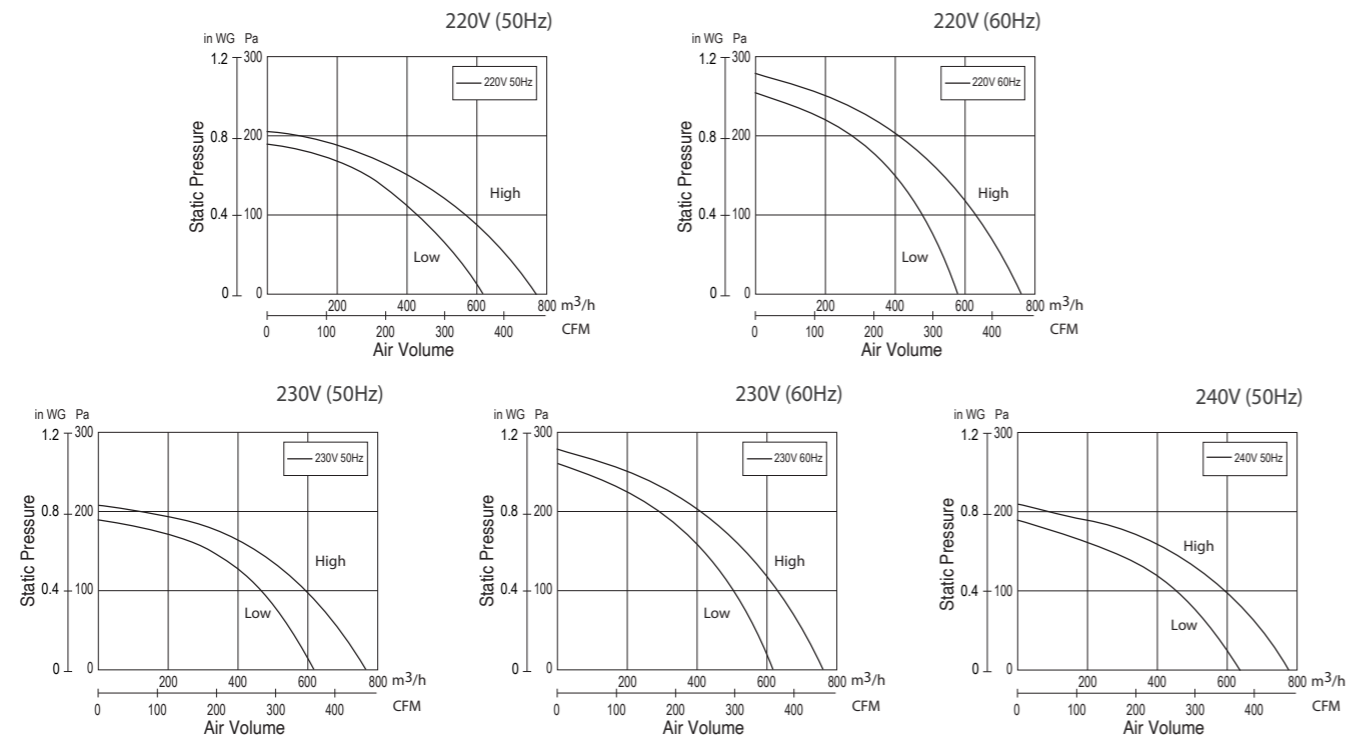 220V (50Hz)
in WG Pa
1.2 300
220V 50Hz
0.8 200
Static Pressure
High
0.4 100
Low
0 0
200 400 600 800 m³/h
0 100 200 300 400 CFM
Air Volume
220V (60Hz)
in WG Pa
1.2 300
220V 60Hz
0.8 200
Static Pressure
High
0.4 100
Low
0 0
200 400 600 800 m³/h
0 100 200 300 400 CFM
Air Volume
230V (50Hz)
in WG Pa
1.2 300
230V 50Hz
0.8 200
Static Pressure
High
0.4 100
Low
0 0
200 400 600 800 m³/h
0 100 200 300 400 CFM
Air Volume
230V (60Hz)
in WG Pa
1.2 300
230V 60Hz
0.8 200
Static Pressure
High
0.4 100
Low
0 0
200 400 600 800 m³/h
0 100 200 300 400 CFM
Air Volume
240V (50Hz)
in WG Pa
1.2 300
240V 50Hz
0.8 200
Static Pressure
High
0.4 100
Low
0 0
200 400 600 800 m³/h
0 100 200 300 400 CFM
Air Volume